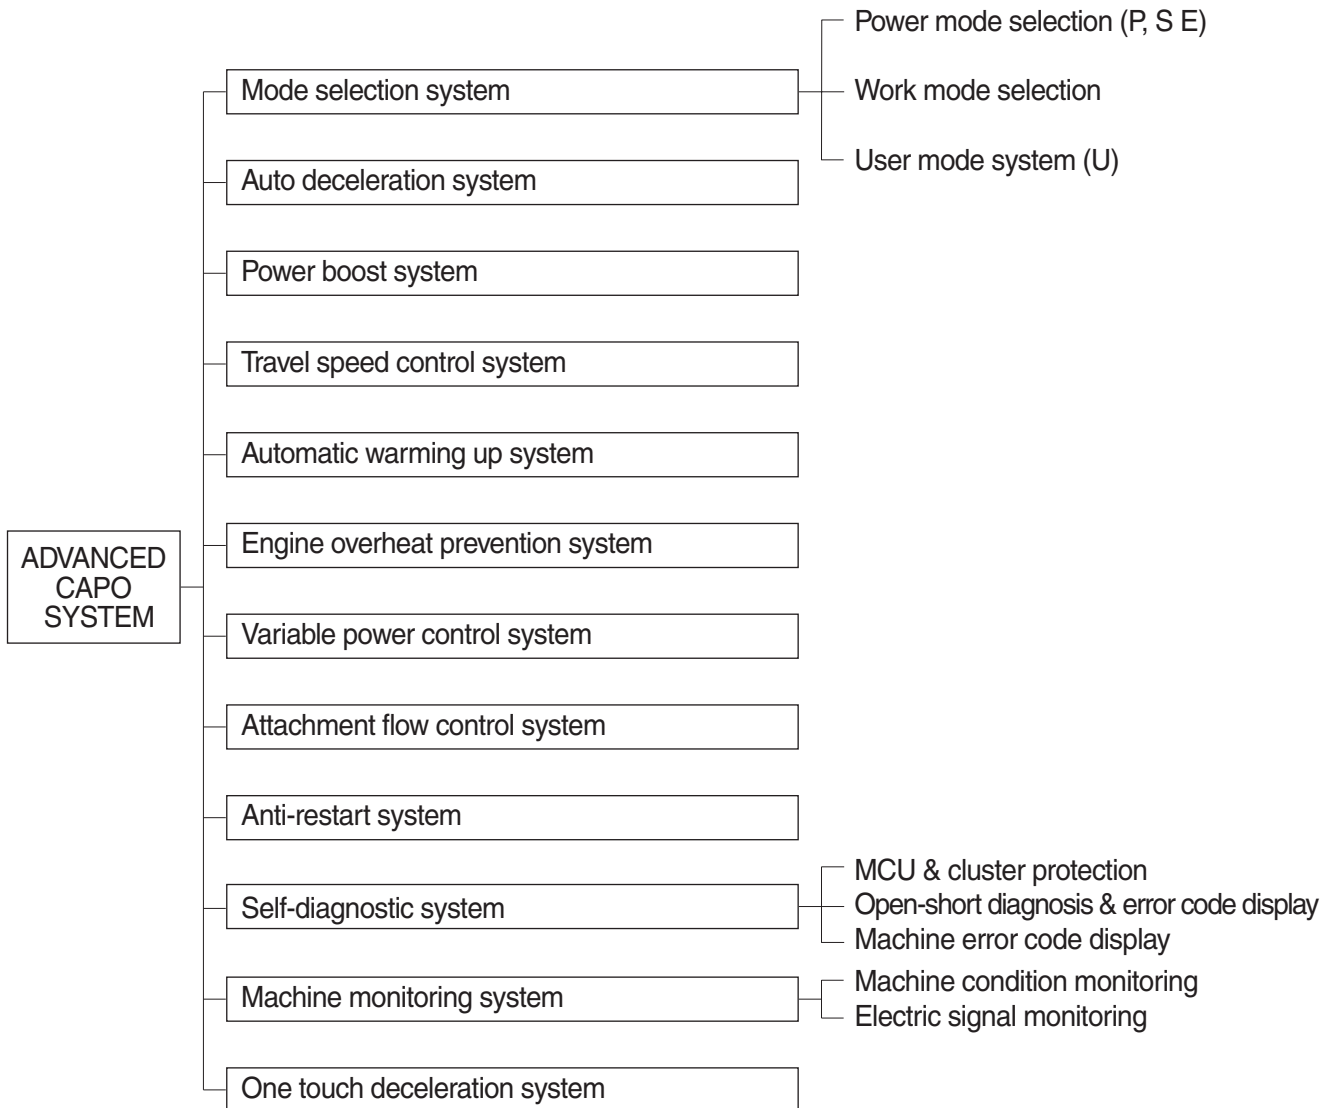 Power mode selection (P, S E)
Mode selection system
Work mode selection
User mode system (U)
Auto deceleration system
Power boost system
Travel speed control system
Automatic warming up system
Engine overheat prevention system
ADVANCED
CAPO
SYSTEM
Variable power control system
Attachment flow control system
Anti-restart system
Self-diagnostic system
MCU & cluster protection
Open-short diagnosis & error code display
Machine error code display
Machine monitoring system
Machine condition monitoring
Electric signal monitoring
One touch deceleration system